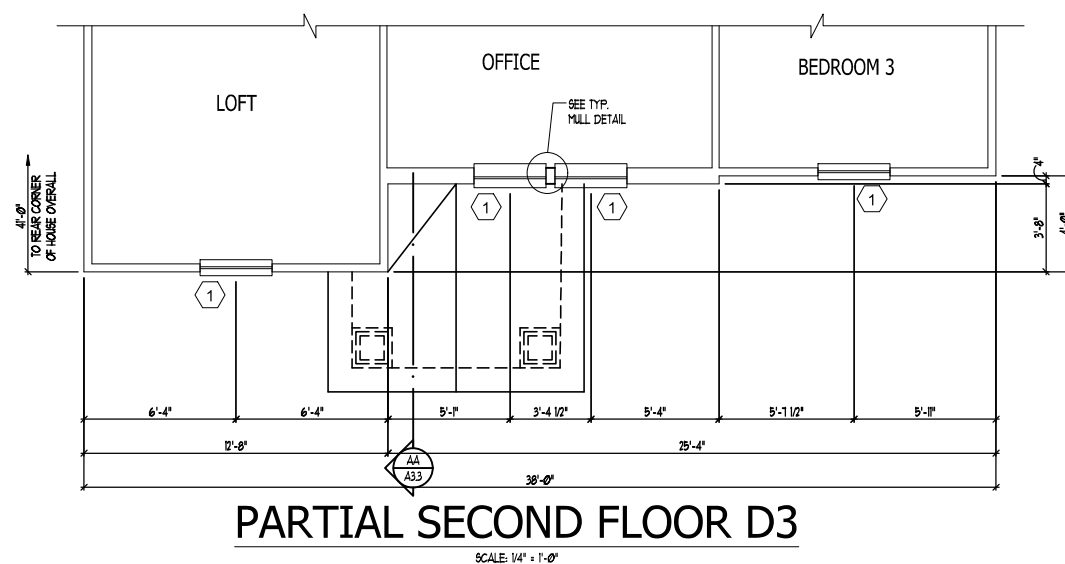 OFFICE
BEDROOM 3
LOFT
SEE TYP.
MULL DETAIL
41'-0"
TO REAR CORNER
OF HOUSE OVERALL
4"
3'-8"
4'-0"
1
1
1
1
6'-4"
6'-4"
5'-1"
3'-4 1/2"
5'-4"
5'-7 1/2"
5'-11"
12'-8"
25'-4"
AA
A3.3
38'-0"
PARTIAL SECOND FLOOR D3
SCALE: 1/4" = 1'-0"